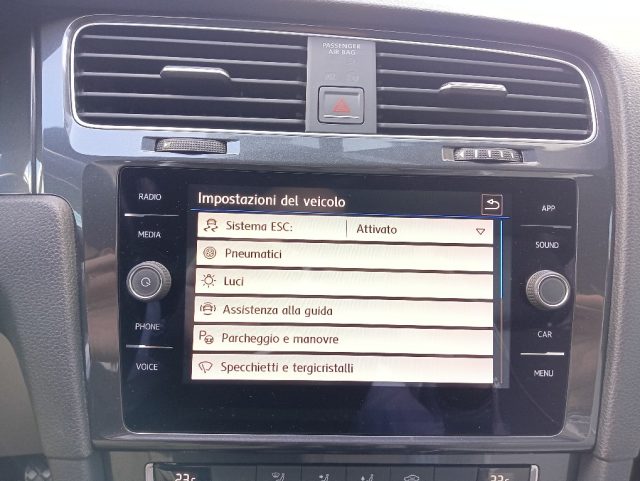 PASSENGER
AIR BAG
RADIO
MEDIA
PHONE
VOICE
Impostazioni del veicolo
Sistema ESC: Attivato
Pneumatici
Luci
Assistenza alla guida
Parcheggio e manovre
Specchietti e tergicristalli
APP
SOUND
CAR
MENU